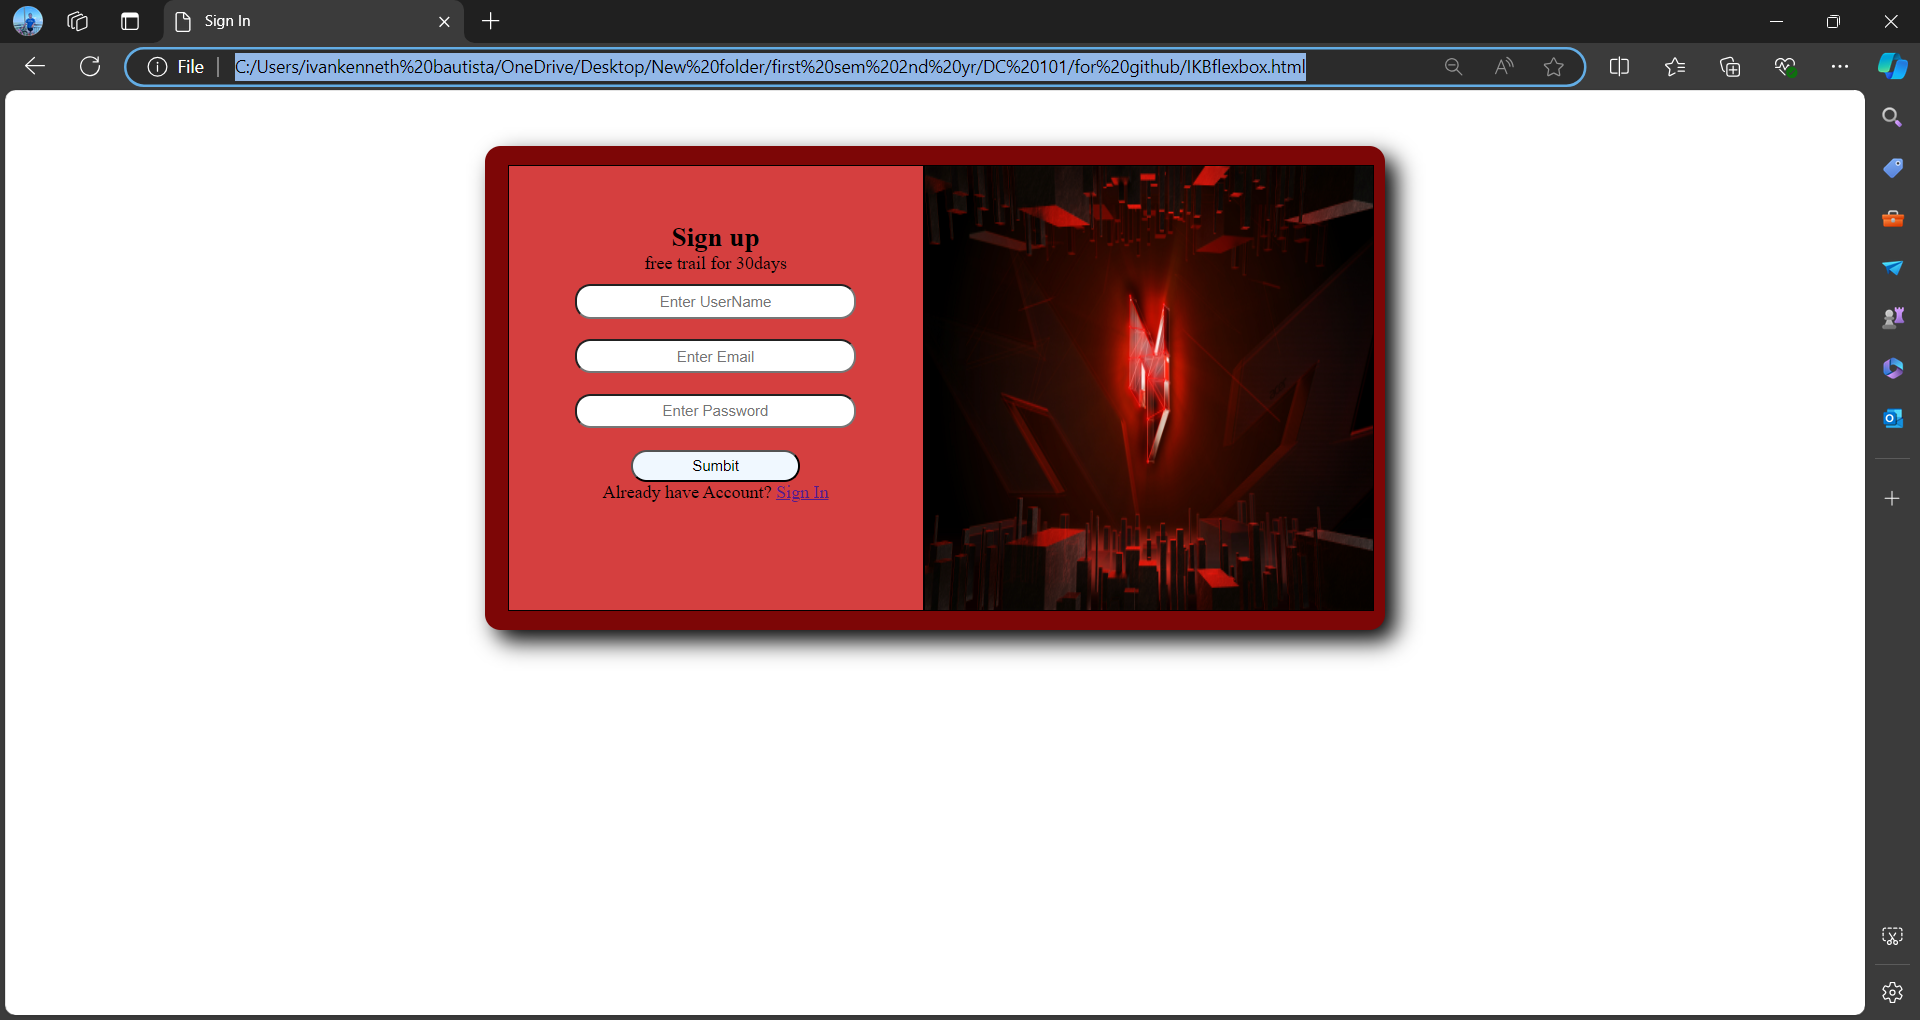 Sign In
File
C:/Users/ivankenneth%20bautista/OneDrive/Desktop/New%20folder/first%20sem%202nd%20yr/DC%20101/for%20github/IKBflexbox.html
Sign up
free trail for 30days
Enter UserName
Enter Email
Enter Password
Sumbit
Already have Account? Sign In